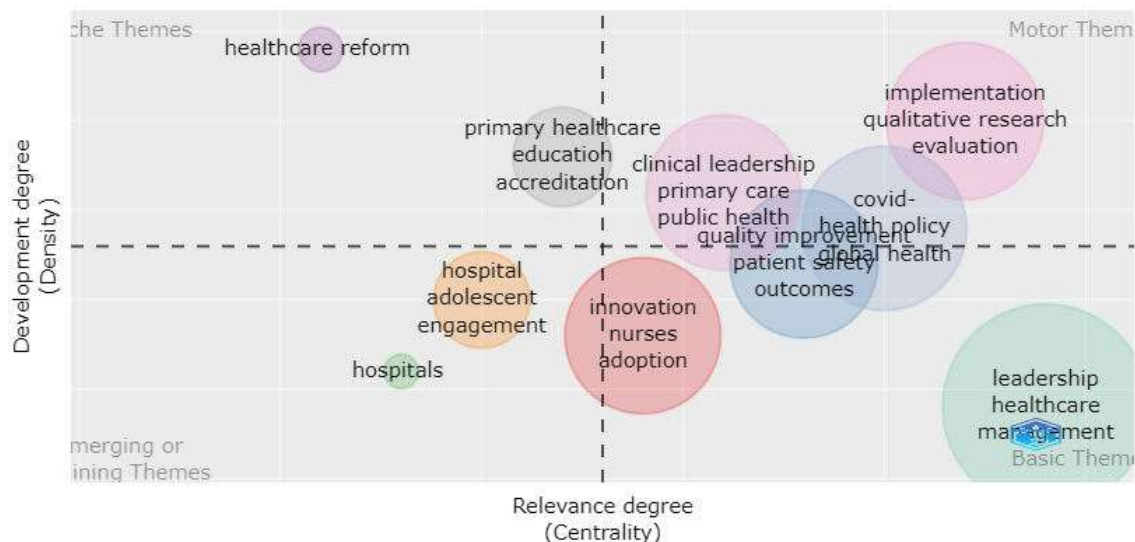 che Themes
Motor Them
healthcare reform
implementation
qualitative research
evaluation
primary healthcare
education
accreditation
clinical leadership
primary care
public health
covid-
health policy
global health
quality improvement
patient safety
outcomes
hospital
adolescent
engagement
innovation
nurses
adoption
hospitals
leadership
healthcare
management
merging or
ining Themes
Basic Theme
Development degree
(Density)
Relevance degree
(Centrality)